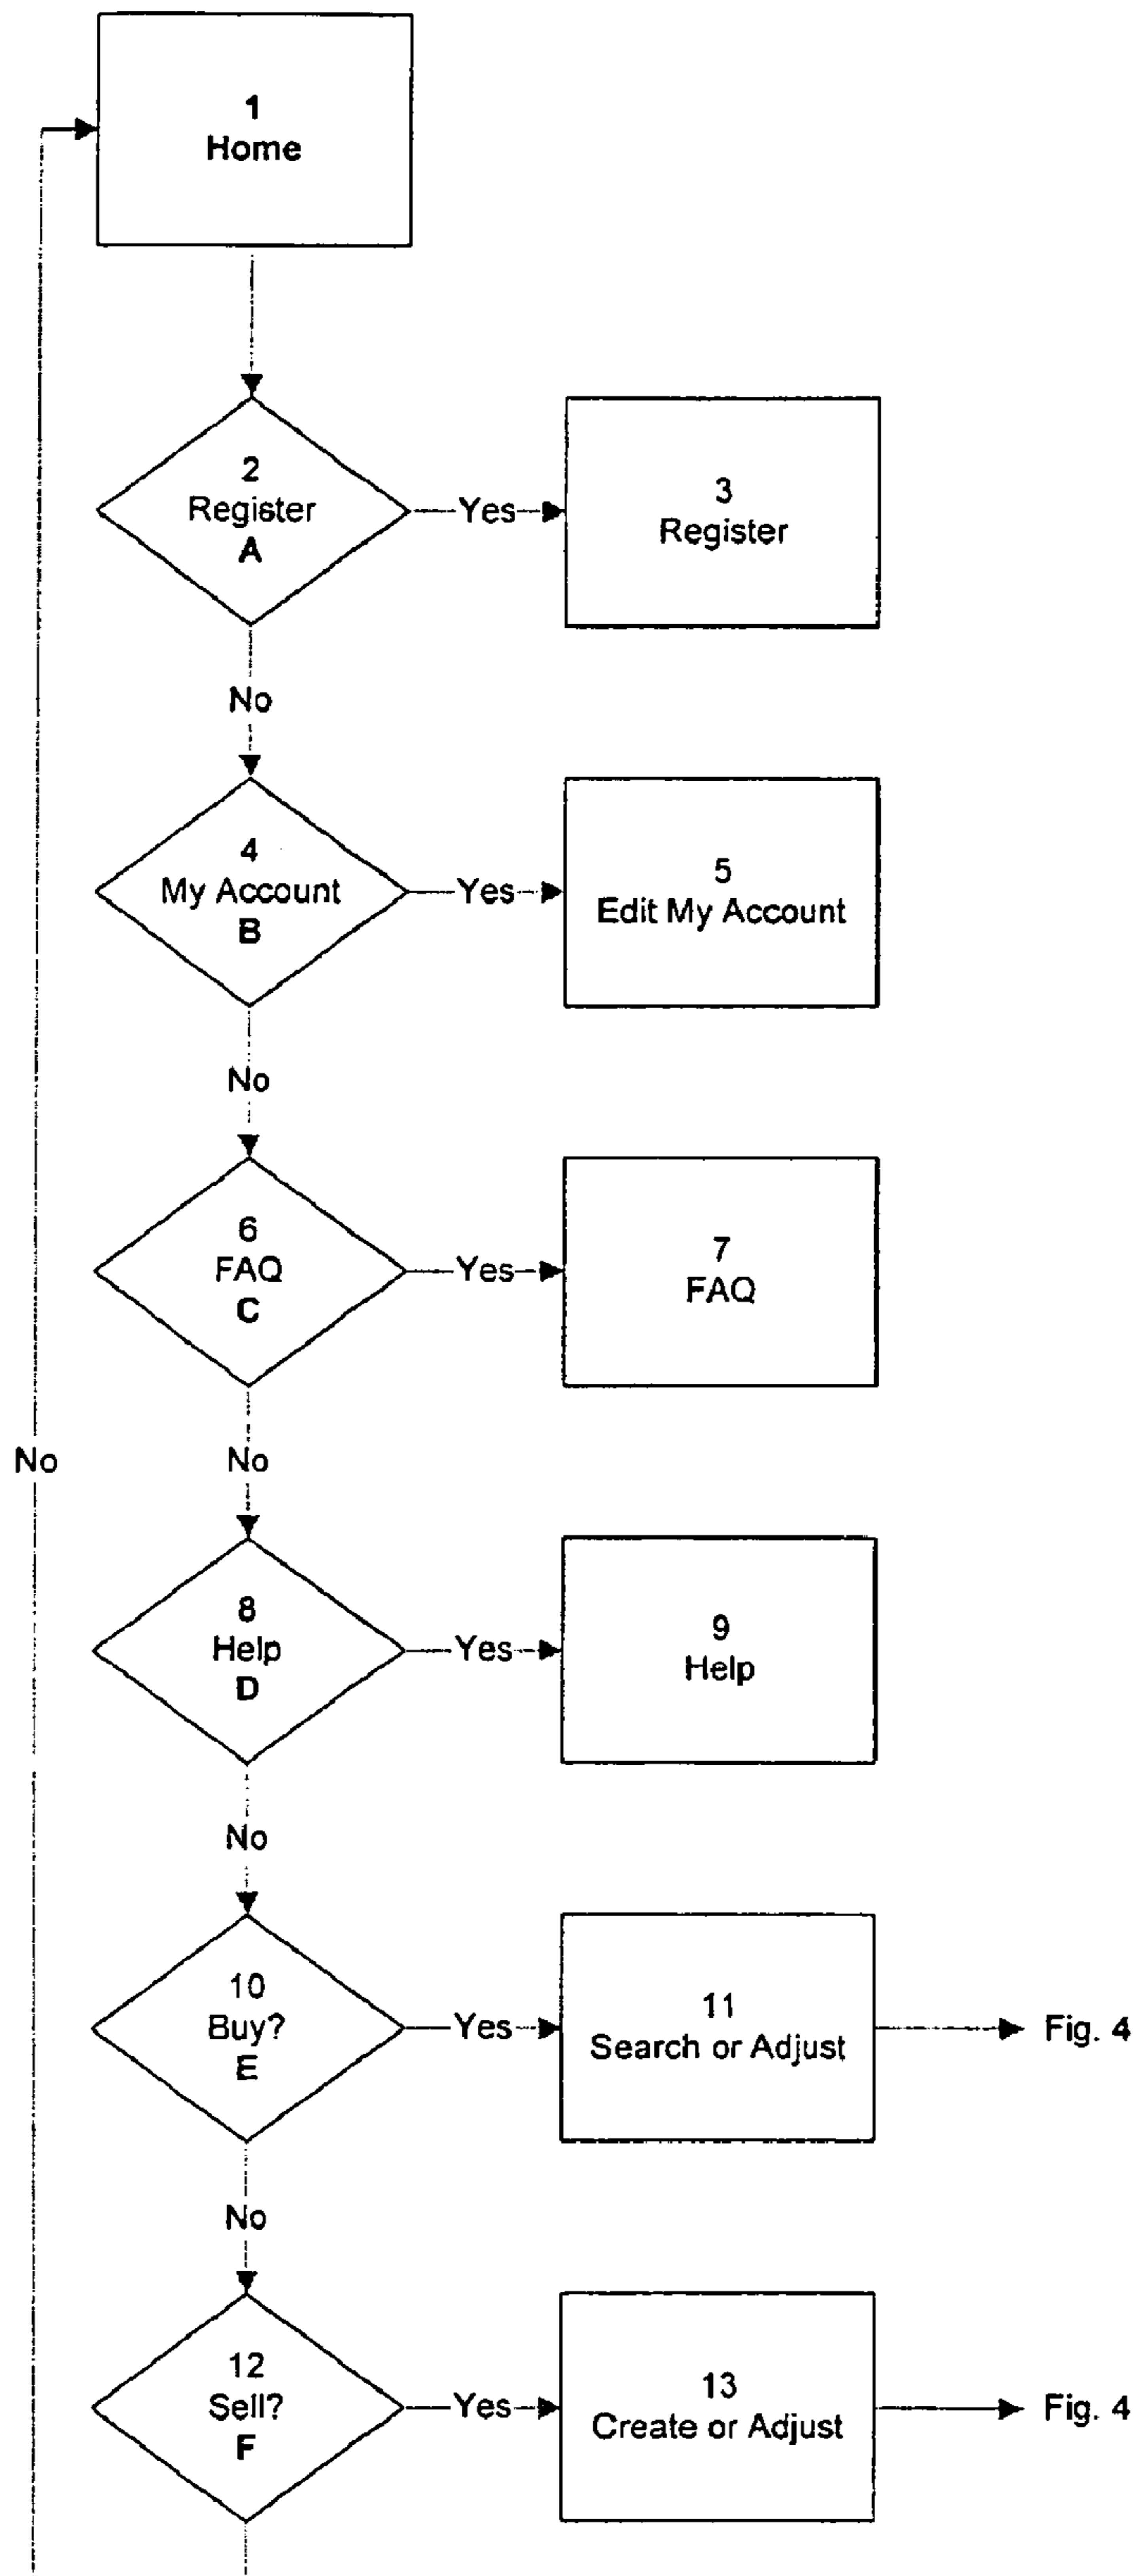 1
Home
2
Register
A
Yes
3
Register
No
4
My Account
B
Yes
5
Edit My Account
No
6
FAQ
C
Yes
7
FAQ
No
No
8
Help
D
Yes
9
Help
No
10
Buy?
E
Yes
11
Search or Adjust
Fig. 4
No
12
Sell?
F
Yes
13
Create or Adjust
Fig. 4